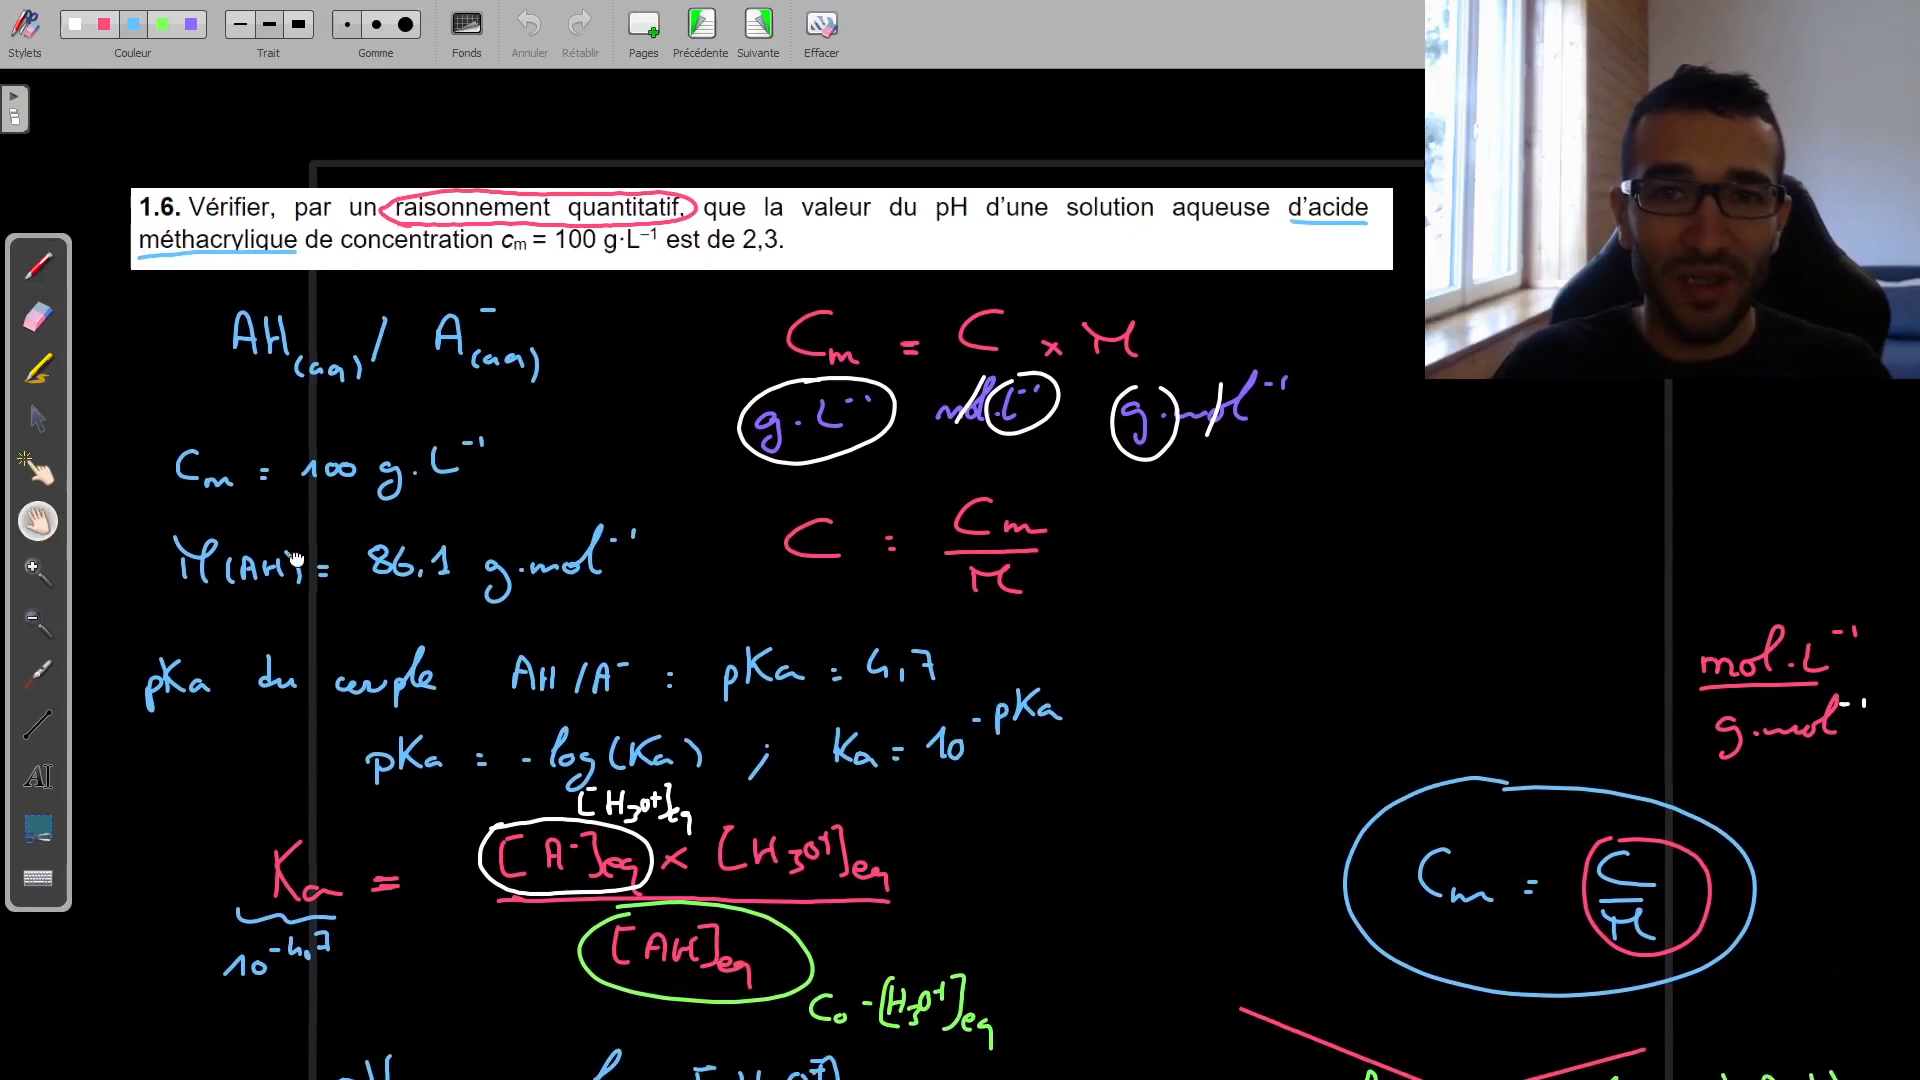 Stylets Couleur Trait Gomme Fonds Annuler Rétablir Pages Précédente Suivante Effacer
1.6. Vérifier, par un raisonnement quantitatif, que la valeur du pH d'une solution aqueuse d'acide
méthacrylique de concentration cm = 100 g·L⁻¹ est de 2,3.
AH(aq) / A⁻(aq)
Cm = C × M
g·L⁻¹ mol·L⁻¹ g·mol⁻¹
Cm = 100 g·L⁻¹
C = Cm / M
M(AH) = 86,1 g·mol⁻¹
pKa du couple AH/A⁻ : pKa = 4,7
mol·L⁻¹
g·mol⁻¹
pKa = -log(Ka) ; Ka = 10^-pKa
[H3O+]eq
Ka = [A⁻]eq × [H3O+]eq
[AH]eq
10^-4,7
C0 - [H3O+]eq
Cm = C / M
AI